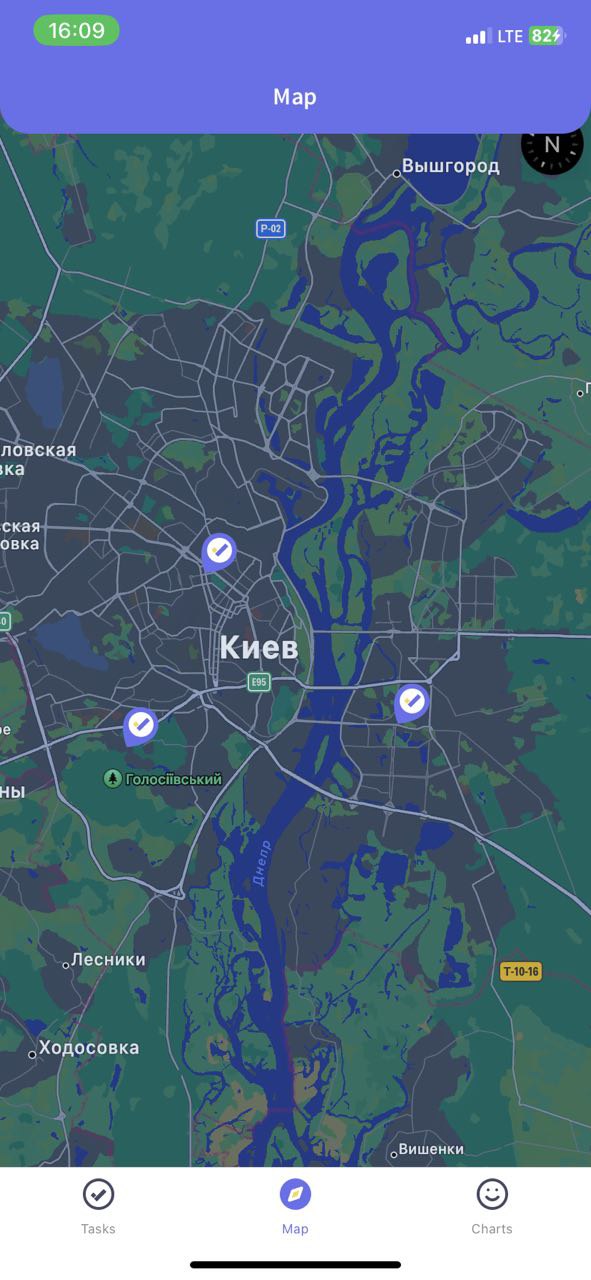 16:09
LTE
82
Map
N
Вышгород
P-02
ловская
вка
ская
овка
Киев
E95
Голосіївський
ны
Днепр
Лесники
T-10-16
Ходосовка
Вишенки
Tasks
Map
Charts